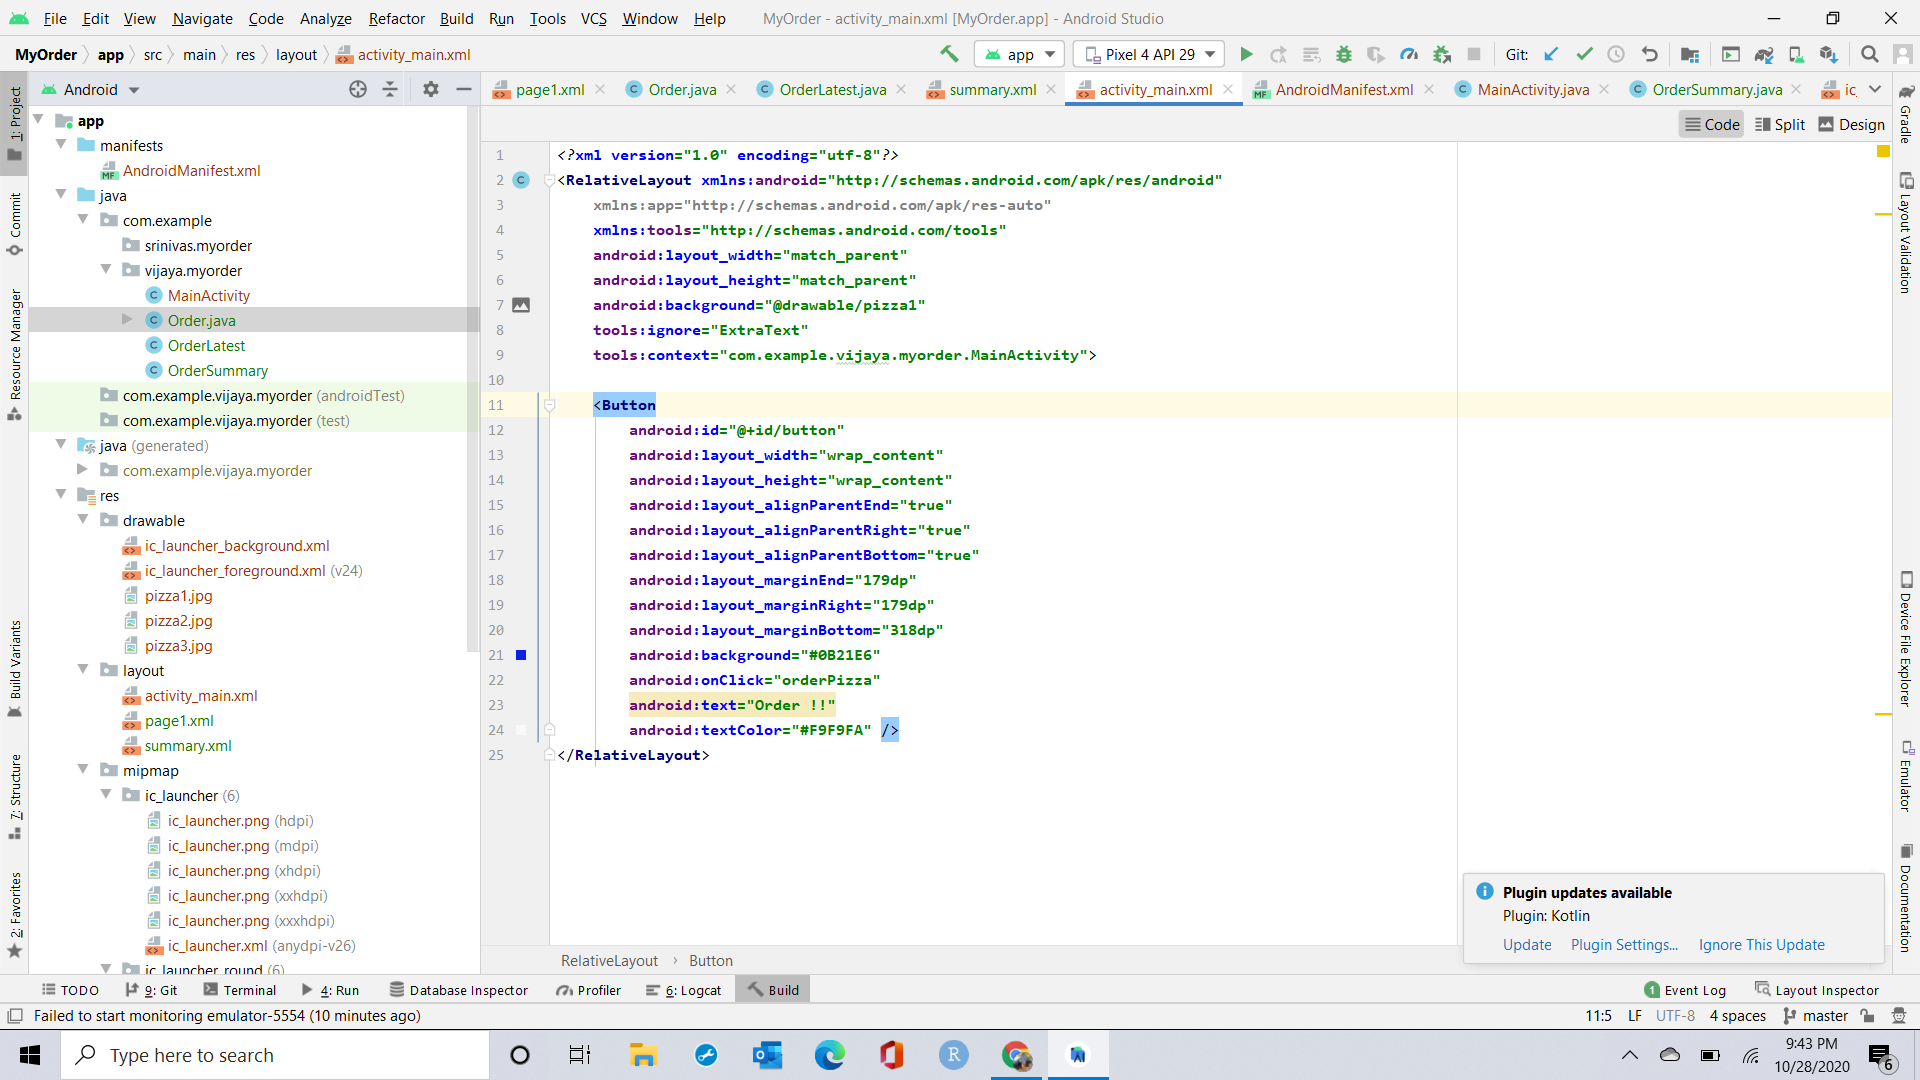 File Edit View Navigate Code Analyze Refactor Build Run Tools VCS Window Help MyOrder - activity_main.xml [MyOrder.app] - Android Studio
MyOrder app src main res layout activity_main.xml
app Pixel 4 API 29 Git:
Android
page1.xml Order.java OrderLatest.java summary.xml activity_main.xml AndroidManifest.xml MainActivity.java OrderSummary.java ic_
Code Split Design
1: Project
Commit
Resource Manager
Build Variants
7: Structure
2: Favorites
app
manifests
AndroidManifest.xml
java
com.example
srinivas.myorder
vijaya.myorder
MainActivity
Order.java
OrderLatest
OrderSummary
com.example.vijaya.myorder (androidTest)
com.example.vijaya.myorder (test)
java (generated)
com.example.vijaya.myorder
res
drawable
ic_launcher_background.xml
ic_launcher_foreground.xml (v24)
pizza1.jpg
pizza2.jpg
pizza3.jpg
layout
activity_main.xml
page1.xml
summary.xml
mipmap
ic_launcher (6)
ic_launcher.png (hdpi)
ic_launcher.png (mdpi)
ic_launcher.png (xhdpi)
ic_launcher.png (xxhdpi)
ic_launcher.png (xxxhdpi)
ic_launcher.xml (anydpi-v26)
ic_launcher_round (6)
1 <?xml version="1.0" encoding="utf-8"?>
2 <RelativeLayout xmlns:android="http://schemas.android.com/apk/res/android"
3 xmlns:app="http://schemas.android.com/apk/res-auto"
4 xmlns:tools="http://schemas.android.com/tools"
5 android:layout_width="match_parent"
6 android:layout_height="match_parent"
7 android:background="@drawable/pizza1"
8 tools:ignore="ExtraText"
9 tools:context="com.example.vijaya.myorder.MainActivity">
10
11 <Button
12 android:id="@+id/button"
13 android:layout_width="wrap_content"
14 android:layout_height="wrap_content"
15 android:layout_alignParentEnd="true"
16 android:layout_alignParentRight="true"
17 android:layout_alignParentBottom="true"
18 android:layout_marginEnd="179dp"
19 android:layout_marginRight="179dp"
20 android:layout_marginBottom="318dp"
21 android:background="#0B21E6"
22 android:onClick="orderPizza"
23 android:text="Order !!"
24 android:textColor="#F9F9FA" />
25 </RelativeLayout>
Gradle
Layout Validation
Device File Explorer
Emulator
Documentation
Plugin updates available
Plugin: Kotlin
Update Plugin Settings... Ignore This Update
RelativeLayout › Button
TODO 9: Git Terminal 4: Run Database Inspector Profiler 6: Logcat Build 1 Event Log Layout Inspector
Failed to start monitoring emulator-5554 (10 minutes ago) 11:5 LF UTF-8 4 spaces master
Type here to search
9:43 PM
10/28/2020
6